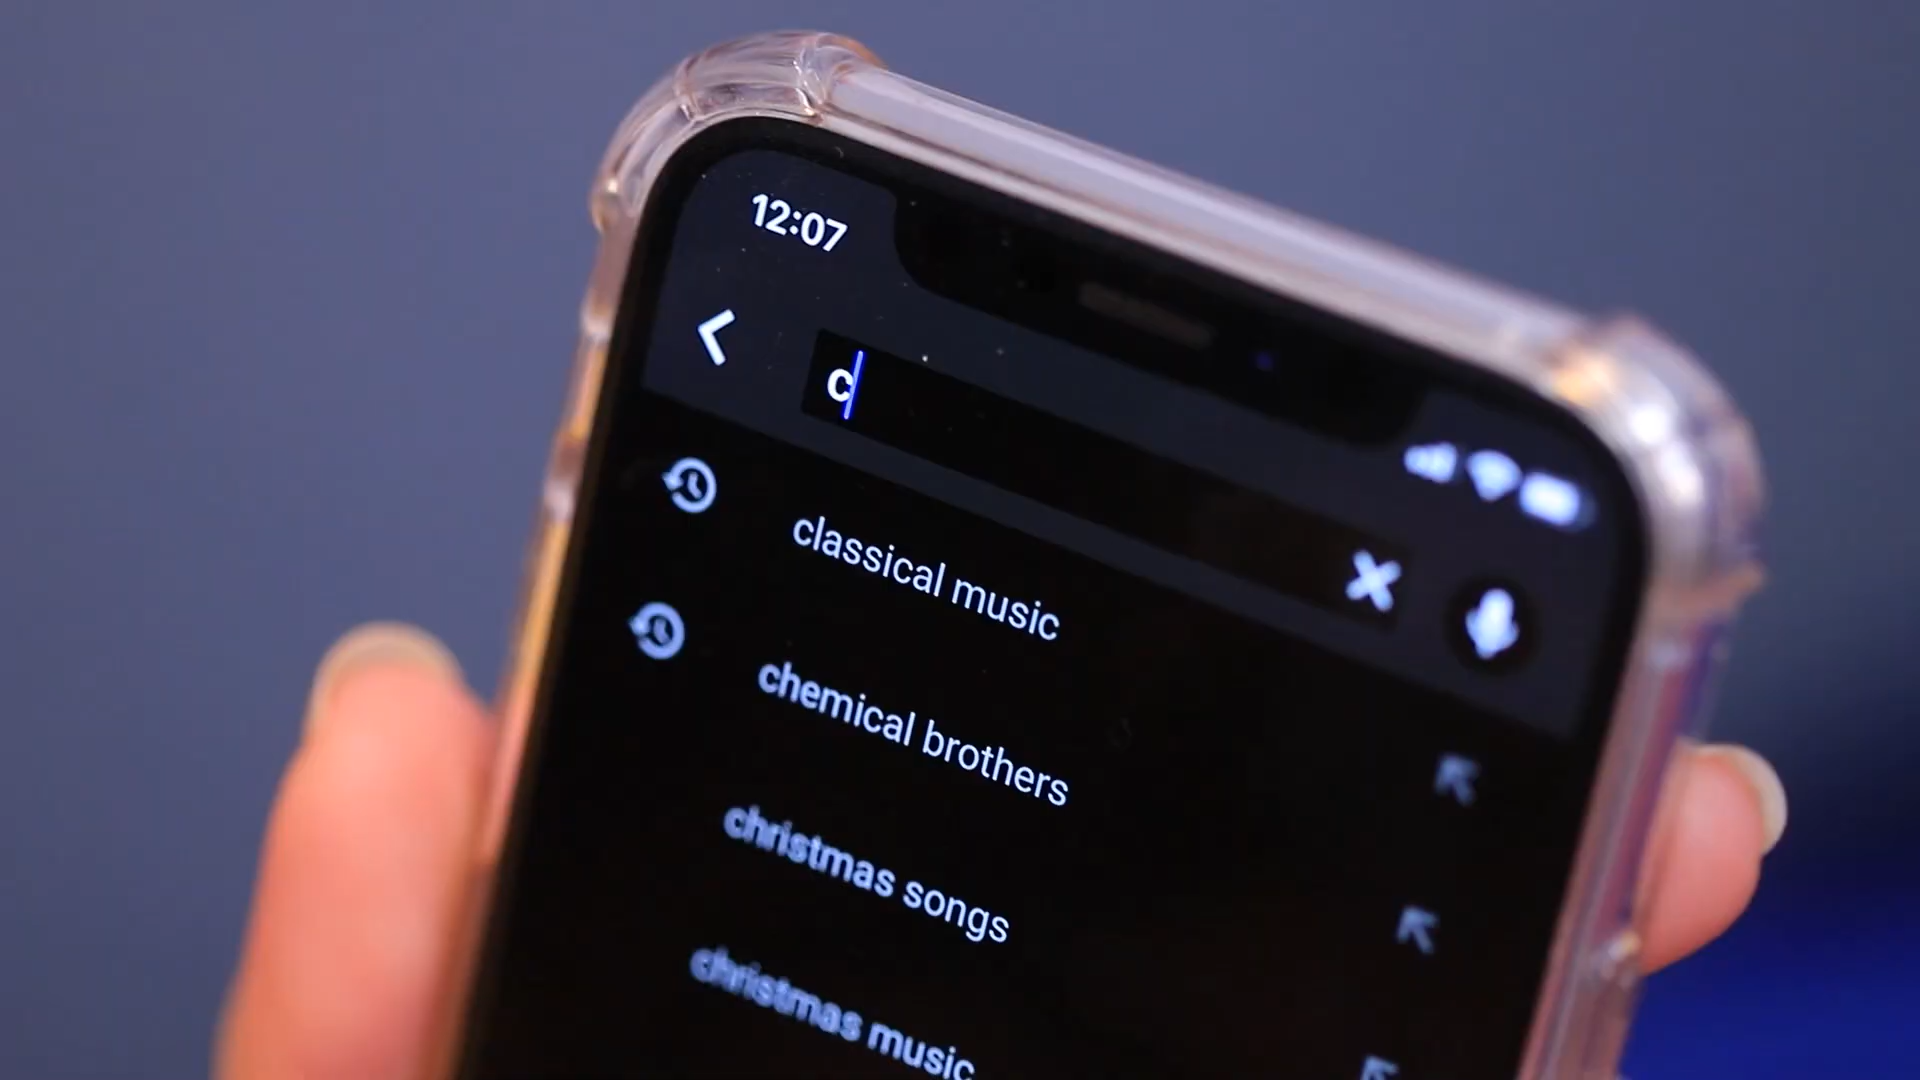 12:07
c
classical music
chemical brothers
christmas songs
christmas music